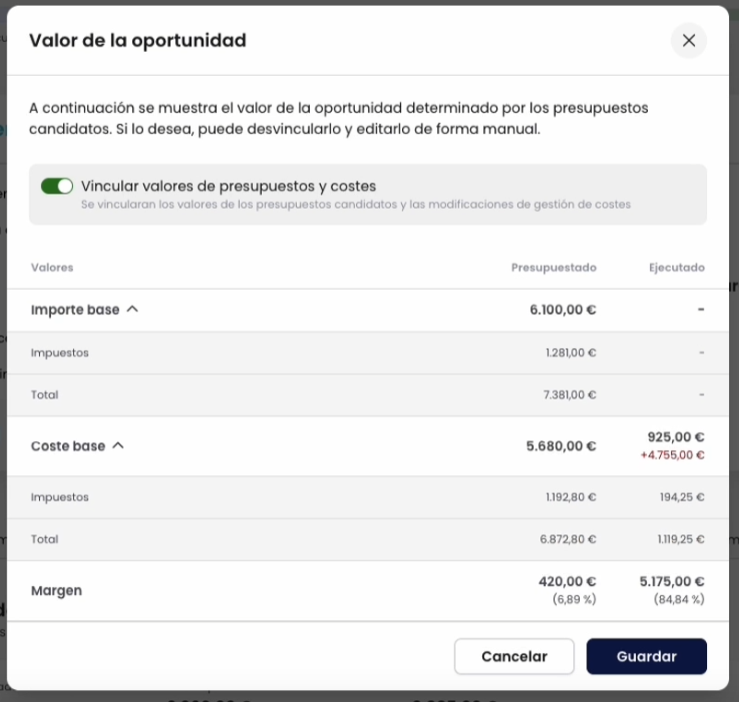 Valor de la oportunidad
A continuación se muestra el valor de la oportunidad determinado por los presupuestos
candidatos. Si lo desea, puede desvincularlo y editarlo de forma manual.
Vincular valores de presupuestos y costes
Se vincularan los valores de los presupuestos candidatos y las modificaciones de gestión de costes
Valores Presupuestado Ejecutado
Importe base 6.100,00 € -
Impuestos 1.281,00 € -
Total 7.381,00 € -
Coste base 5.680,00 € 925,00 €
+4.755,00 €
Impuestos 1.192,80 € 194,25 €
Total 6.872,80 € 1.119,25 €
Margen 420,00 € 5.175,00 €
(6,89 %) (84,84 %)
Cancelar Guardar